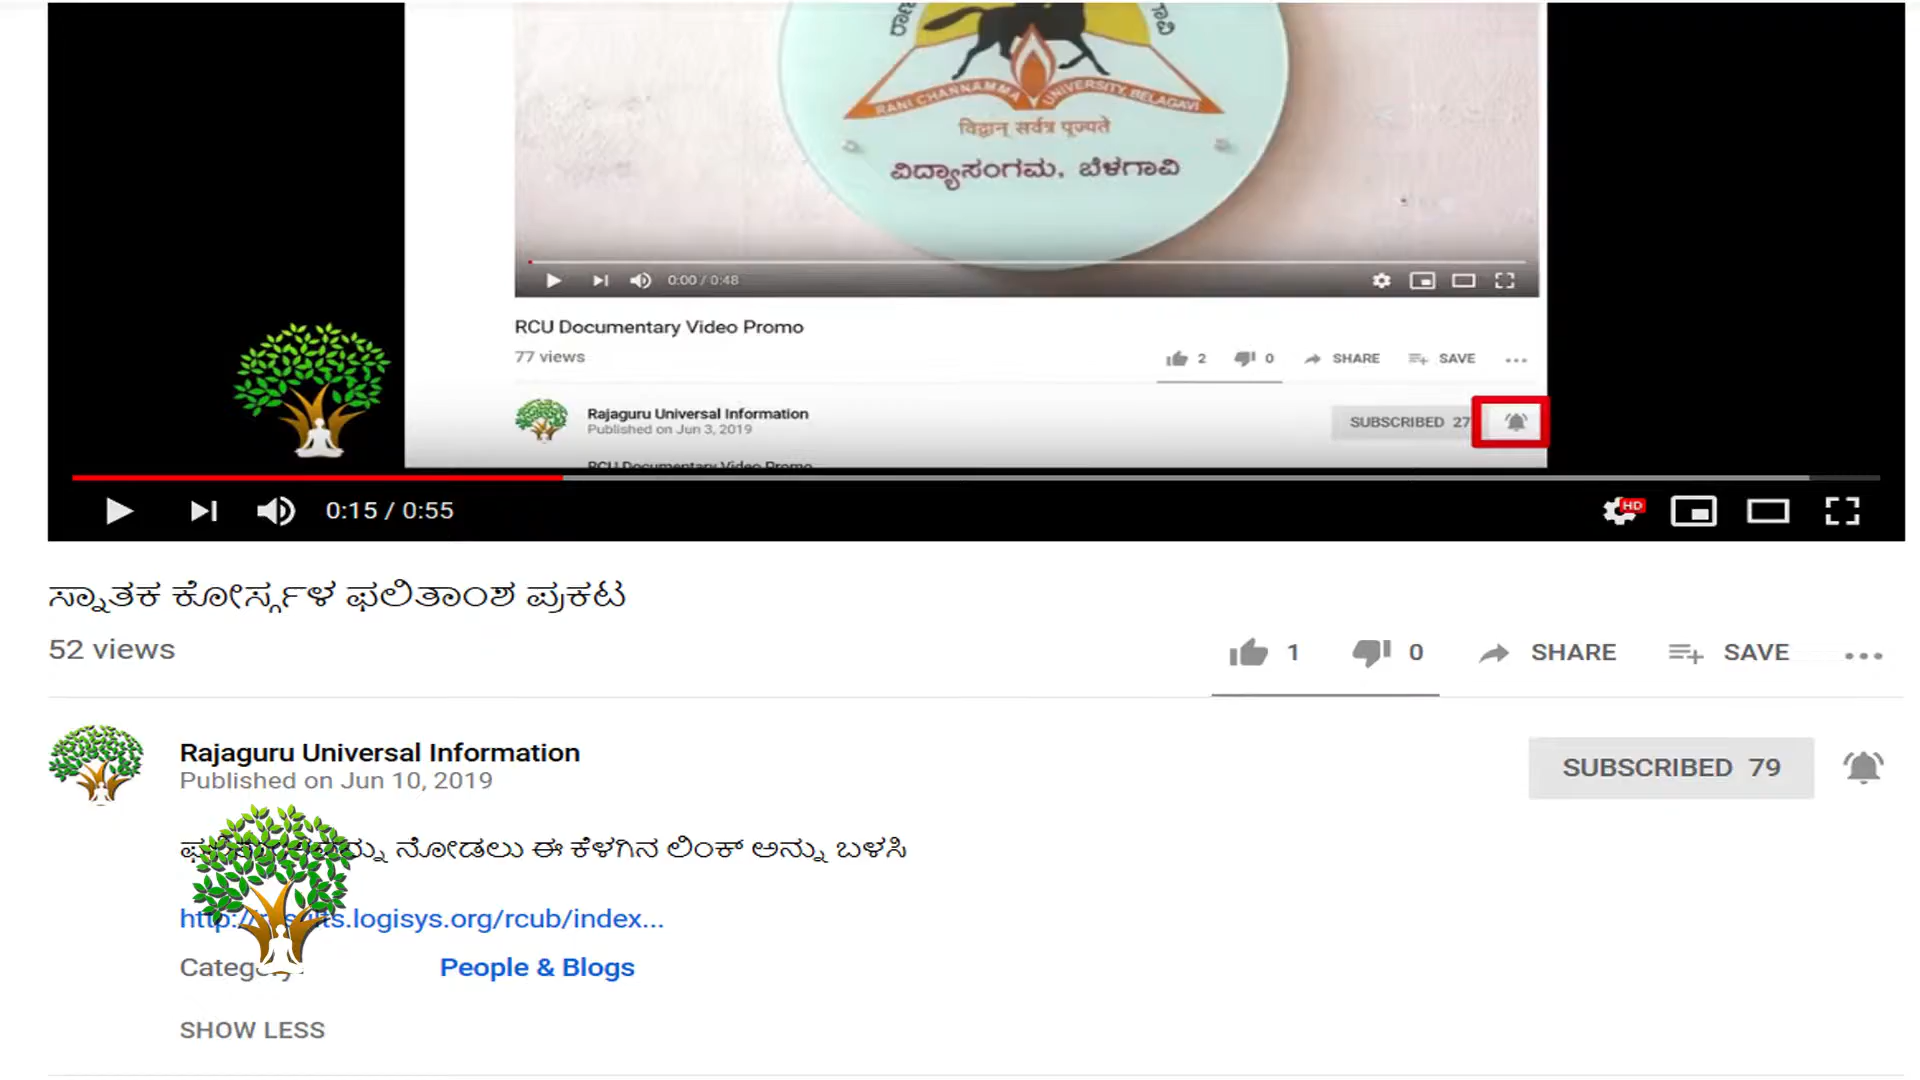 RANI CHANNAMMA UNIVERSITY, BELAGAVI
विद्वान् सर्वत्र पूज्यते
ವಿದ್ಯಾಸಂಗಮ, ಬೆಳಗಾವಿ
0:00 / 0:48
RCU Documentary Video Promo
77 views
2 0 SHARE SAVE
Rajaguru Universal Information
Published on Jun 3, 2019
SUBSCRIBED 27
RCU Documentary Video Promo
0:15 / 0:55
HD
ಸ್ನಾತಕ ಕೋರ್ಸ್ಗಳ ಫಲಿತಾಂಶ ಪ್ರಕಟ
52 views
1 0 SHARE SAVE
Rajaguru Universal Information
Published on Jun 10, 2019
SUBSCRIBED 79
ನೋಡಲು ಈ ಕೆಳಗಿನ ಲಿಂಕ್ ಅನ್ನು ಬಳಸಿ
http://results.logisys.org/rcub/index...
Category People & Blogs
SHOW LESS